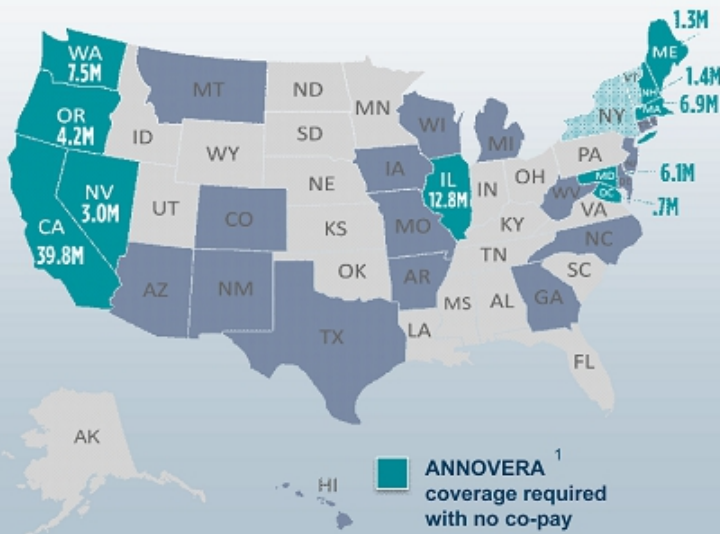 1.3M
WA
7.5M
ME
MT
ND
VT
1.4M
MN
NH
OR
4.2M
MA
6.9M
NY
ID
SD
WI
MI
WY
PA
IA
NE
IL
12.8M
IN
OH
MD
6.1M
NV
3.0M
WV
DC
.7M
UT
CO
VA
CA
39.8M
KS
MO
KY
NC
TN
OK
AZ
NM
AR
SC
MS
AL
GA
TX
LA
FL
AK
HI
ANNOVERA 1
coverage required
with no co-pay